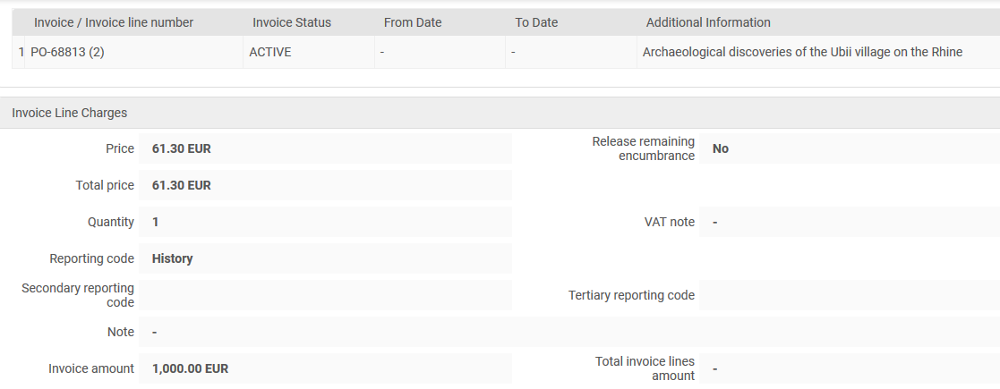 Invoice / Invoice line number Invoice Status From Date To Date Additional Information
1 PO-68813 (2) ACTIVE - - Archaeological discoveries of the Ubii village on the Rhine
Invoice Line Charges
Price 61.30 EUR Release remaining encumbrance No
Total price 61.30 EUR
Quantity 1 VAT note -
Reporting code History
Secondary reporting code Tertiary reporting code
Note -
Invoice amount 1,000.00 EUR Total invoice lines amount -